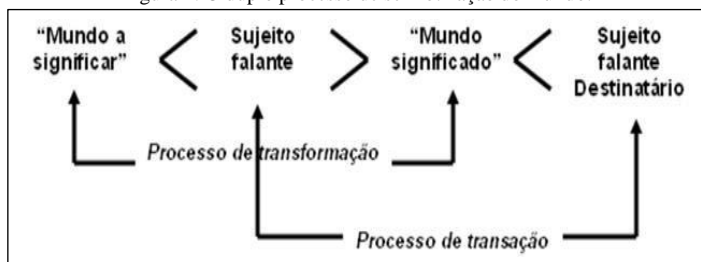 “Mundo a
significar”
Sujeito
falante
“Mundo
significado”
Sujeito
falante
Destinatário
Processo de transformação
Processo de transação